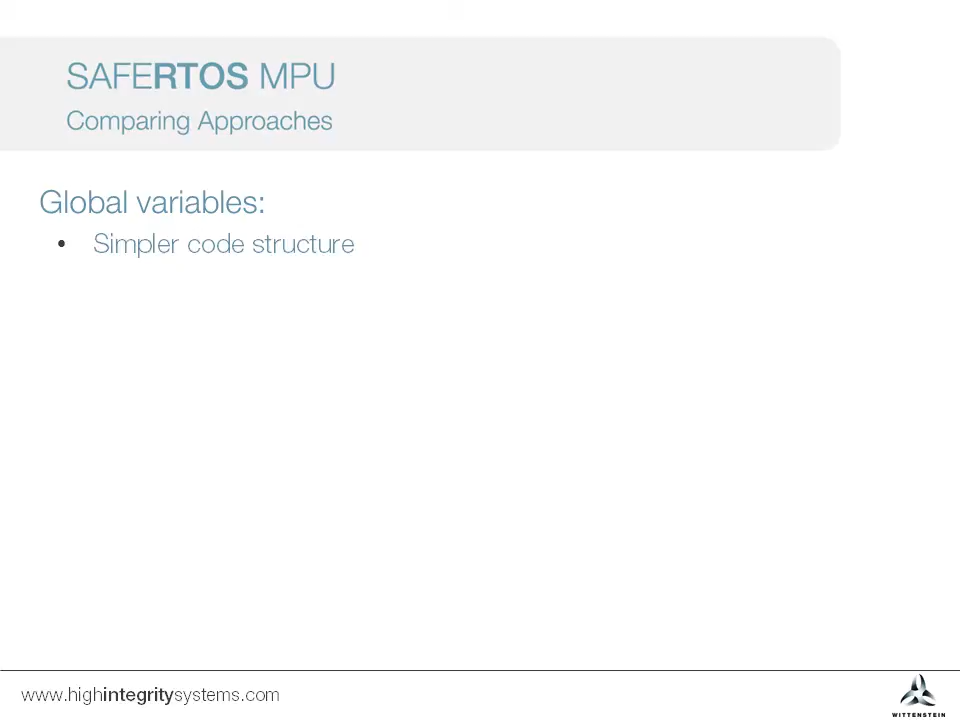 SAFERTOS MPU
Comparing Approaches
Global variables:
• Simpler code structure
www.highintegritysystems.com
WITTENSTEIN